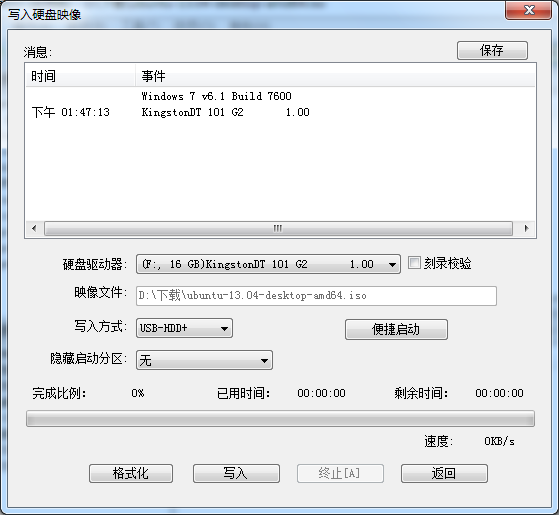 写入硬盘映像
消息:
保存
时间 事件
Windows 7 v6.1 Build 7600
下午 01:47:13 KingstonDT 101 G2 1.00
硬盘驱动器: (F:, 16 GB)KingstonDT 101 G2 1.00 刻录校验
映像文件: D:\下载\ubuntu-13.04-desktop-amd64.iso
写入方式: USB-HDD+ 便捷启动
隐藏启动分区: 无
完成比例: 0% 已用时间: 00:00:00 剩余时间: 00:00:00
速度: 0KB/s
格式化 写入 终止[A] 返回